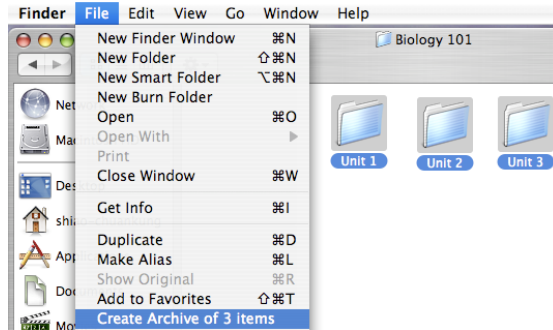 Finder File Edit View Go Window Help
Biology 101
New Finder Window ⌘N
New Folder ⇧⌘N
New Smart Folder ⌥⌘N
New Burn Folder
Open ⌘O
Open With ▶
Print
Close Window ⌘W
Get Info ⌘I
Duplicate ⌘D
Make Alias ⌘L
Show Original ⌘R
Add to Favorites ⇧⌘T
Create Archive of 3 items
Unit 1 Unit 2 Unit 3